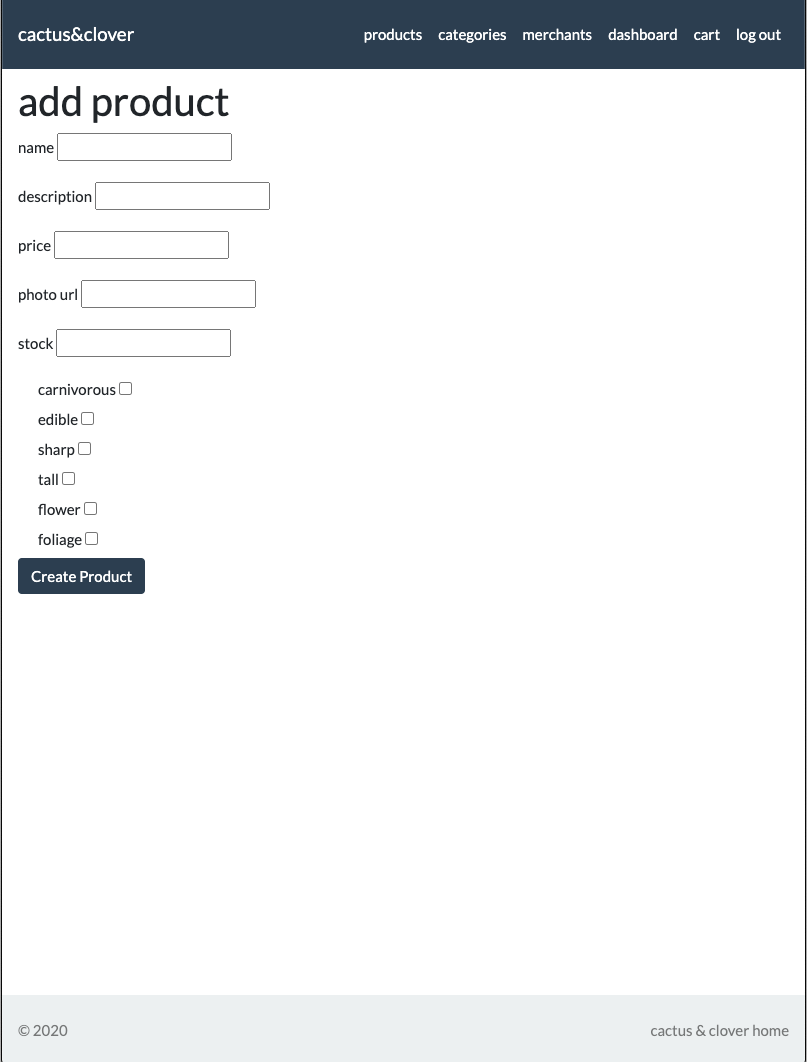 cactus&clover products categories merchants dashboard cart log out
add product
name
description
price
photo url
stock
carnivorous
edible
sharp
tall
flower
foliage
Create Product
© 2020 cactus & clover home